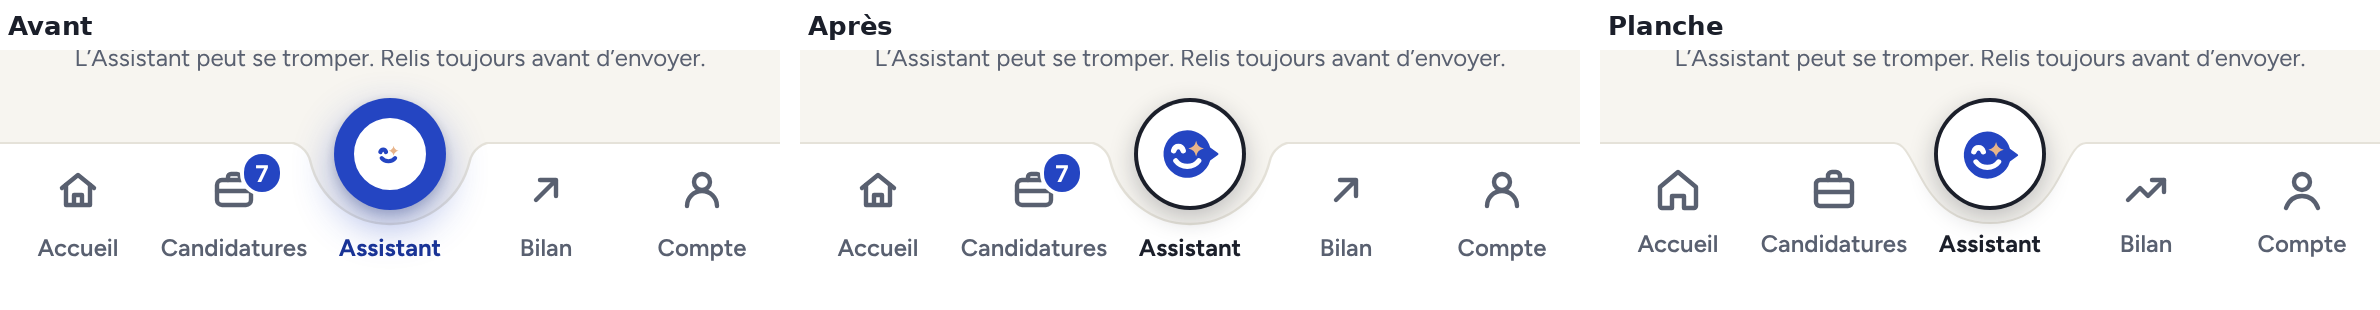 Avant
Après
Planche
L’Assistant peut se tromper. Relis toujours avant d’envoyer.
L’Assistant peut se tromper. Relis toujours avant d’envoyer.
L’Assistant peut se tromper. Relis toujours avant d’envoyer.
7
7
Accueil Candidatures Assistant Bilan Compte
Accueil Candidatures Assistant Bilan Compte
Accueil Candidatures Assistant Bilan Compte